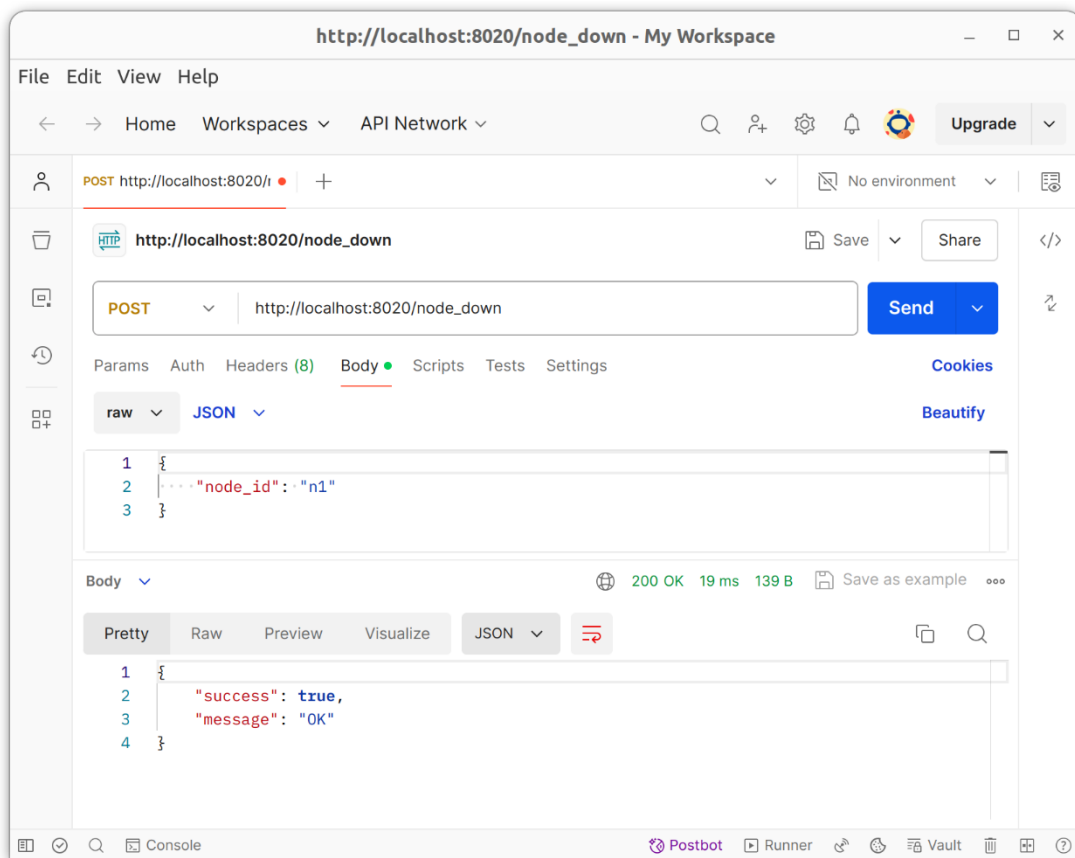 http://localhost:8020/node_down - My Workspace
File Edit View Help
Home Workspaces API Network Upgrade
POST http://localhost:8020/r No environment
HTTP http://localhost:8020/node_down Save Share
POST http://localhost:8020/node_down Send
Params Auth Headers (8) Body Scripts Tests Settings Cookies
raw JSON Beautify
1 {
2 ····"node_id":·"n1"
3 }
Body 200 OK 19 ms 139 B Save as example
Pretty Raw Preview Visualize JSON
1 {
2 "success": true,
3 "message": "OK"
4 }
Console Postbot Runner Vault